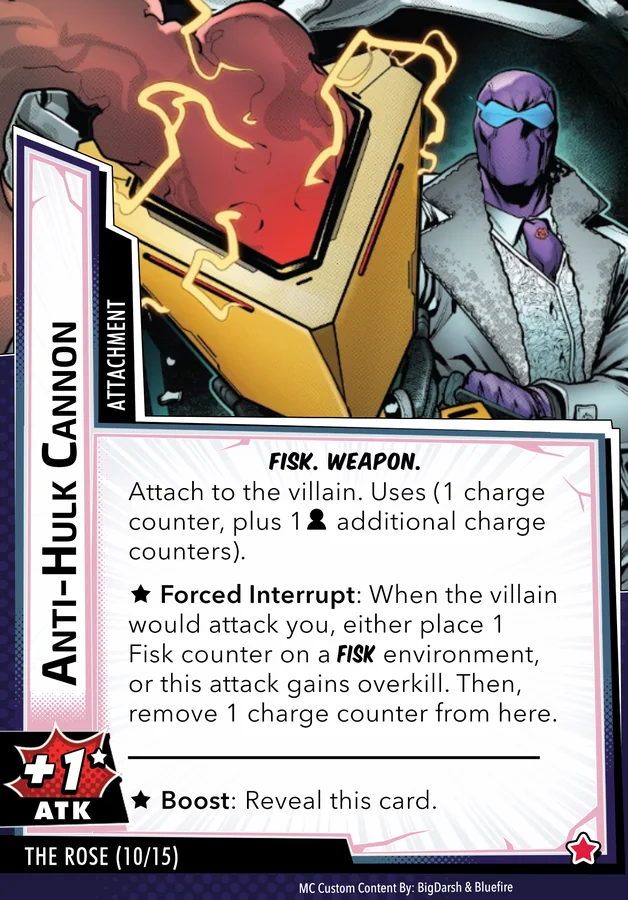 ATTACHMENT
ANTI-HULK CANNON
FISK. WEAPON.
Attach to the villain. Uses (1 charge
counter, plus 1 additional charge
counters).
★ Forced Interrupt: When the villain
would attack you, either place 1
Fisk counter on a FISK environment,
or this attack gains overkill. Then,
remove 1 charge counter from here.
+1★
ATK
★ Boost: Reveal this card.
THE ROSE (10/15)
MC Custom Content By: BigDarsh & Bluefire